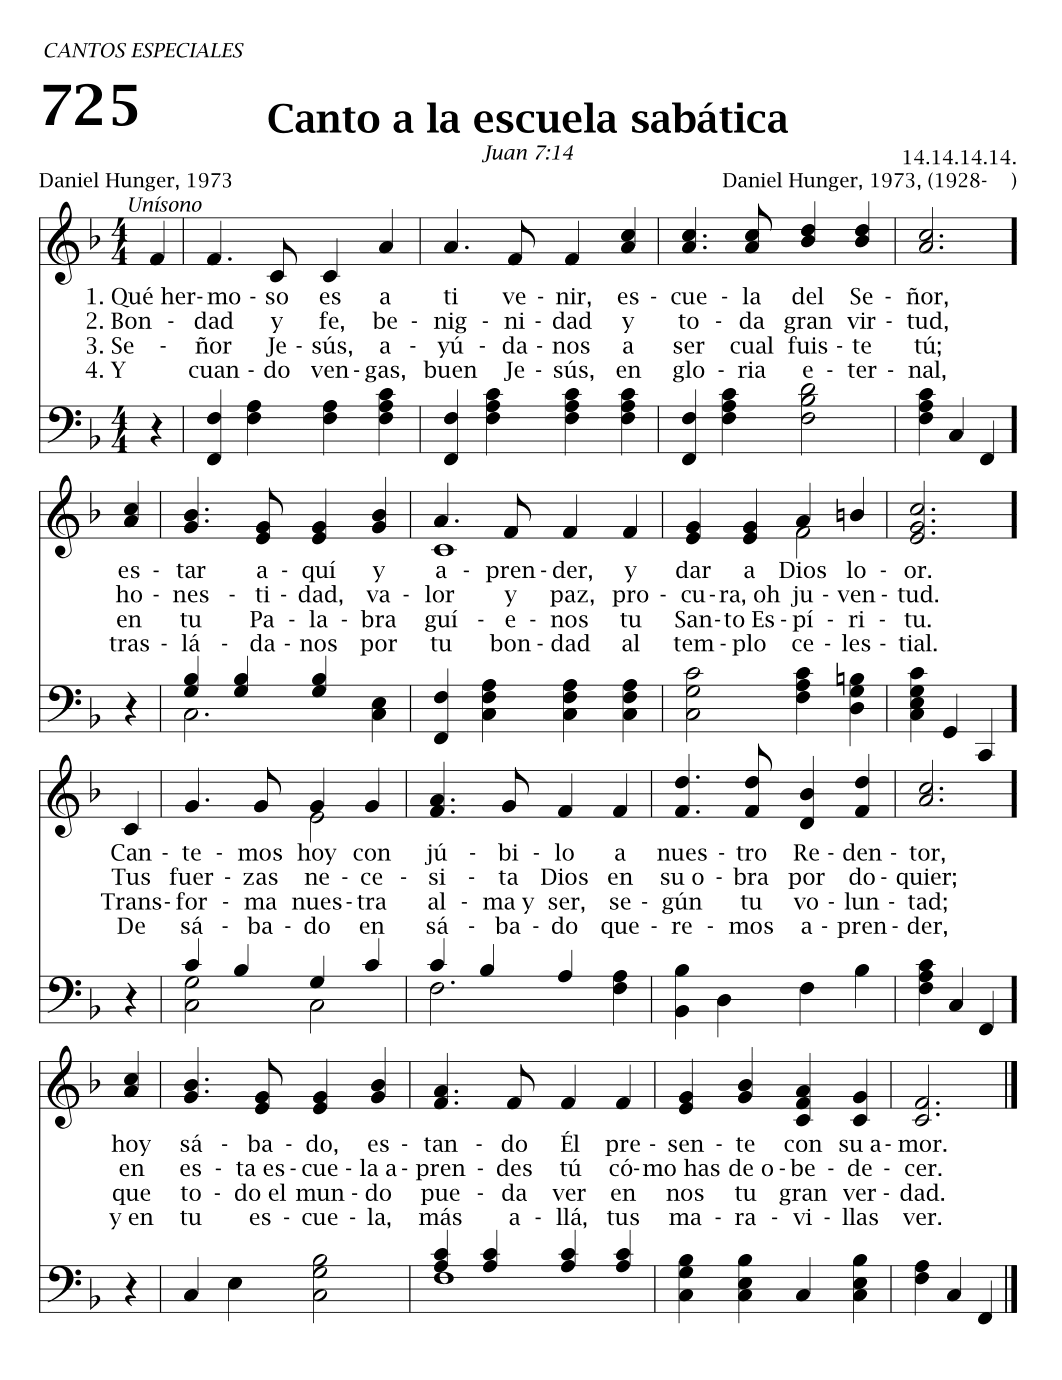 CANTOS ESPECIALES
725
Canto a la escuela sabática
Juan 7:14
14.14.14.14.
Daniel Hunger, 1973
Daniel Hunger, 1973, (1928- )
Unísono
1. Qué her-mo - so es a ti ve - nir, es - cue - la del Se - ñor,
2. Bon - dad y fe, be - nig - ni - dad y to - da gran vir - tud,
3. Se - ñor Je - sús, a - yú - da - nos a ser cual fuis - te tú;
4. Y cuan - do ven - gas, buen Je - sús, en glo - ria e - ter - nal,
es - tar a - quí y a - pren - der, y dar a Dios lo - or.
ho - nes - ti - dad, va - lor y paz, pro - cu - ra, oh ju - ven - tud.
en tu Pa - la - bra guí - e - nos tu San - to Es - pí - ri - tu.
tras - lá - da - nos por tu bon - dad al tem - plo ce - les - tial.
Can - te - mos hoy con jú - bi - lo a nues - tro Re - den - tor,
Tus fuer - zas ne - ce - si - ta Dios en su o - bra por do - quier;
Trans - for - ma nues - tra al - ma y ser, se - gún tu vo - lun - tad;
De sá - ba - do en sá - ba - do que - re - mos a - pren - der,
hoy sá - ba - do, es - tan - do Él pre - sen - te con su a - mor.
en es - ta es - cue - la a - pren - des tú có - mo has de o - be - de - cer.
que to - do el mun - do pue - da ver en nos tu gran ver - dad.
y en tu es - cue - la, más a - llá, tus ma - ra - vi - llas ver.